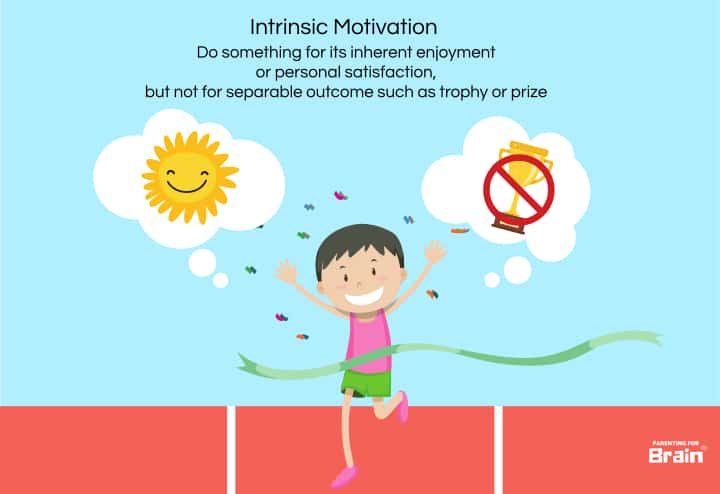 Intrinsic Motivation
Do something for its inherent enjoyment
or personal satisfaction,
but not for separable outcome such as trophy or prize
PARENTING FOR
Brain